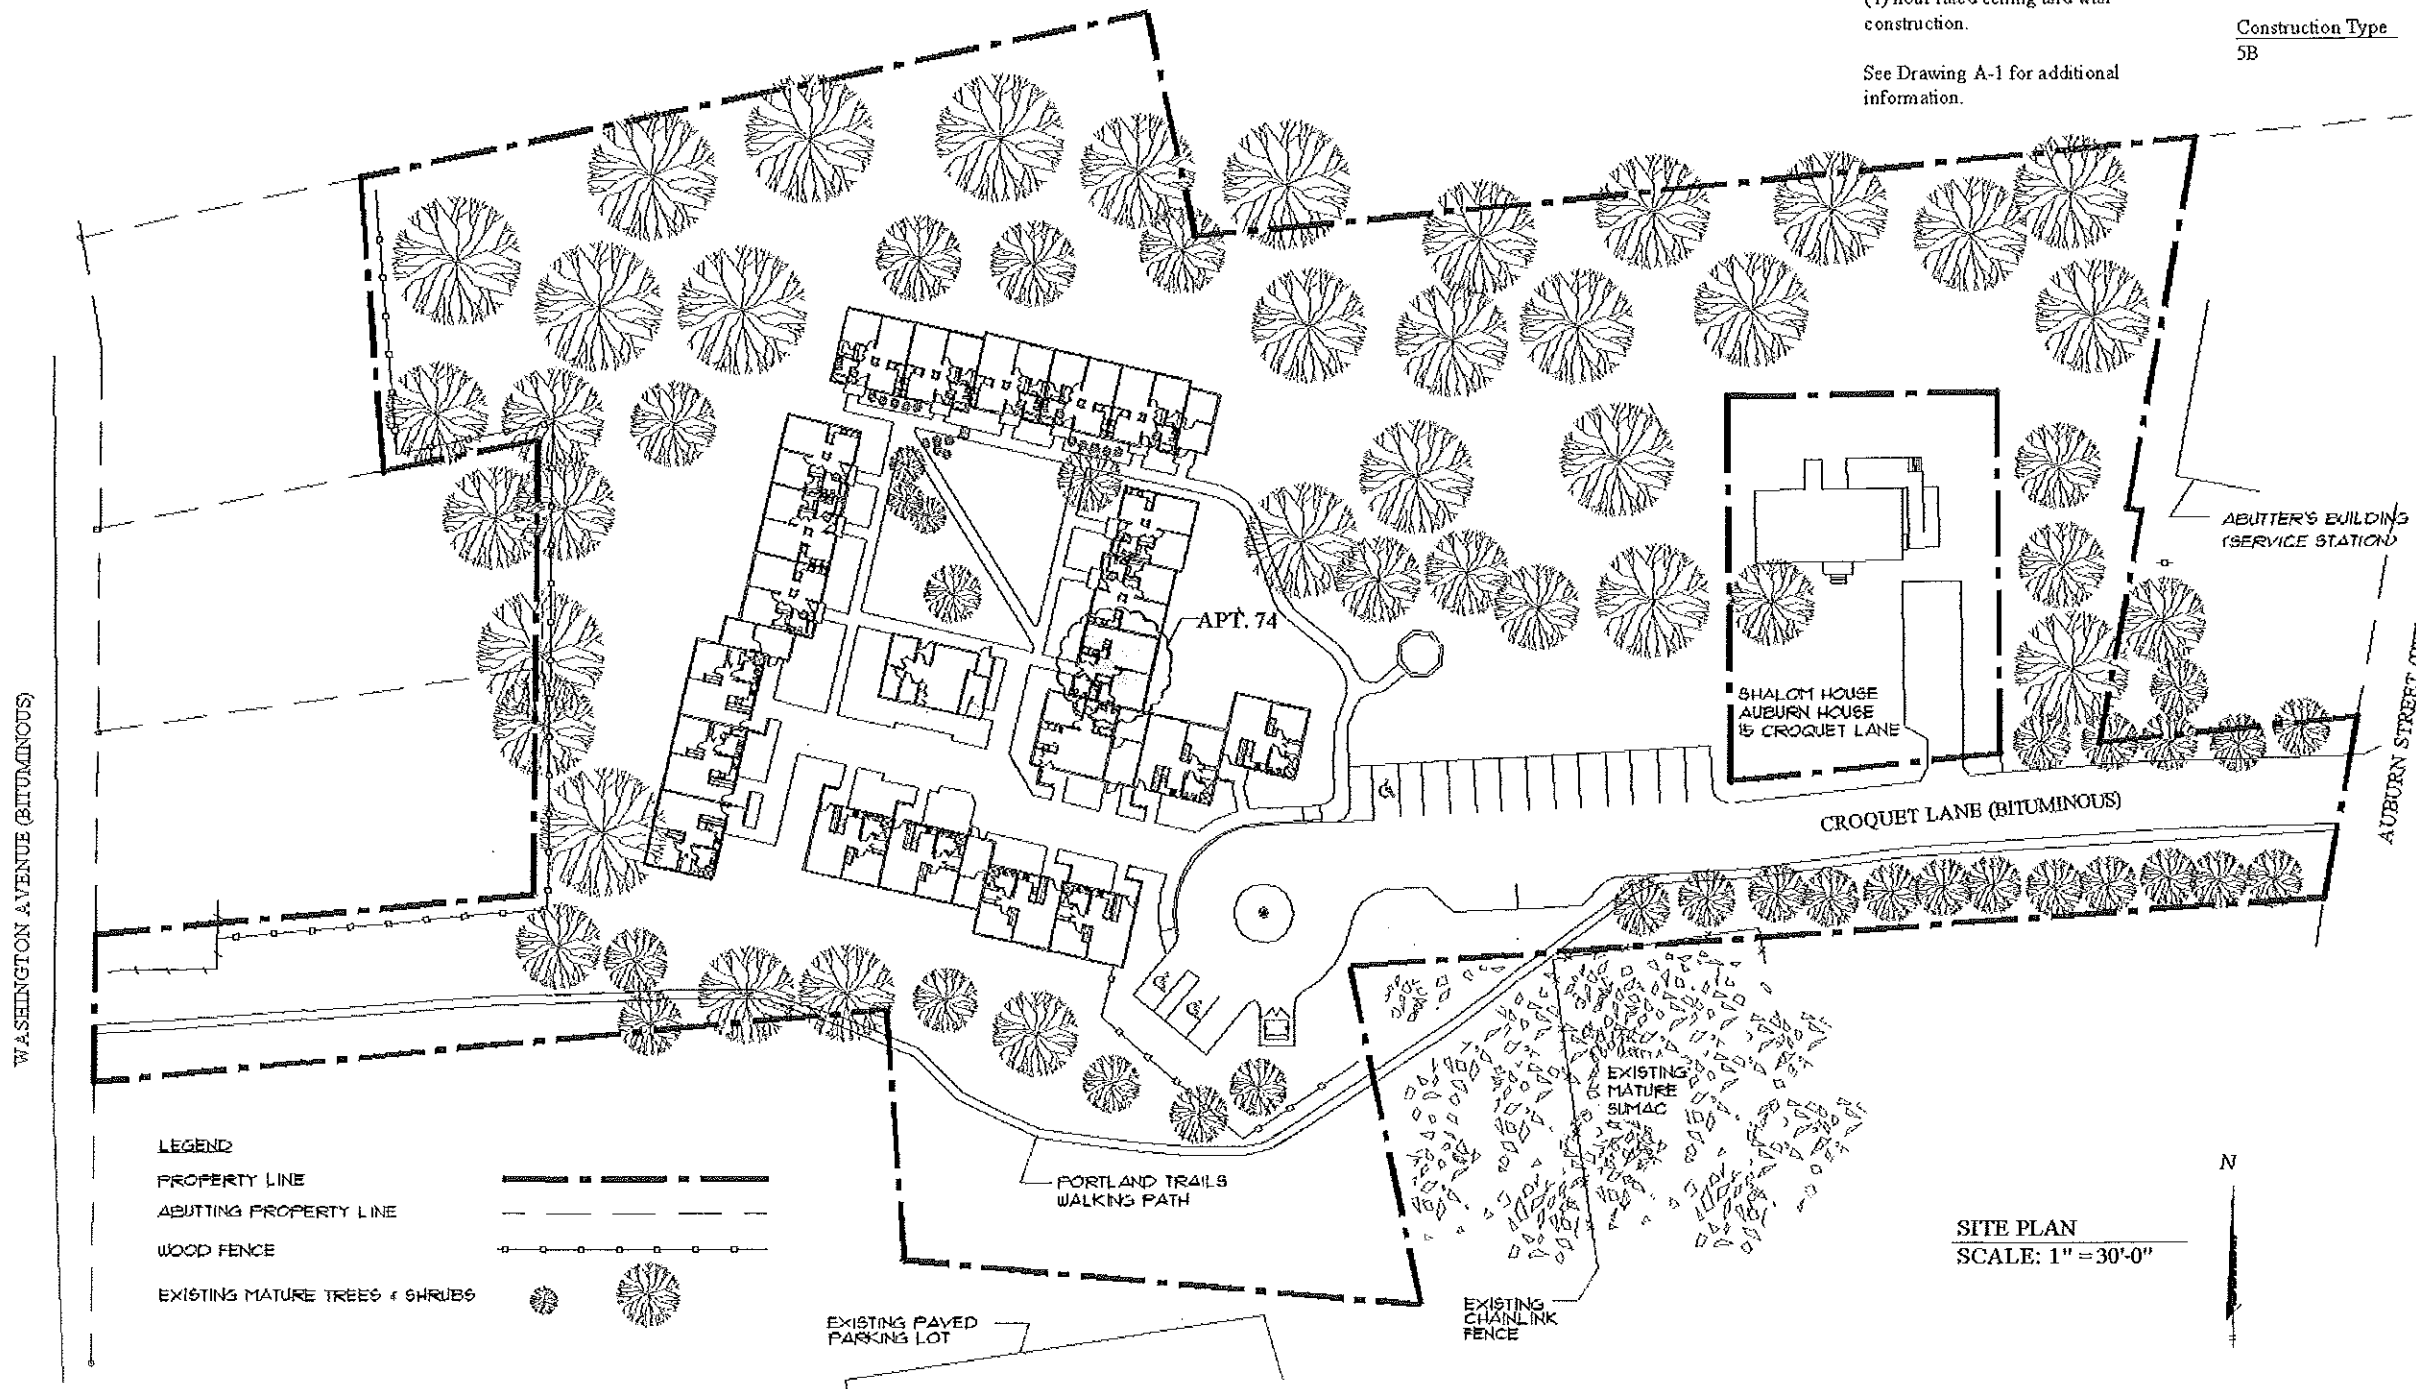 construction.
See Drawing A-1 for additional
information.
Construction Type
5B
ABUTTER'S BUILDING
(SERVICE STATION)
APT. 74
SHALOM HOUSE
AUBURN HOUSE
15 CROQUET LANE
CROQUET LANE (BITUMINOUS)
AUBURN STREET
WASHINGTON AVENUE (BITUMINOUS)
EXISTING
MATURE
SUMAC
LEGEND
PROPERTY LINE
ABUTTING PROPERTY LINE
WOOD FENCE
EXISTING MATURE TREES & SHRUBS
PORTLAND TRAILS
WALKING PATH
EXISTING PAVED
PARKING LOT
EXISTING
CHAINLINK
FENCE
N
SITE PLAN
SCALE: 1" = 30'-0"